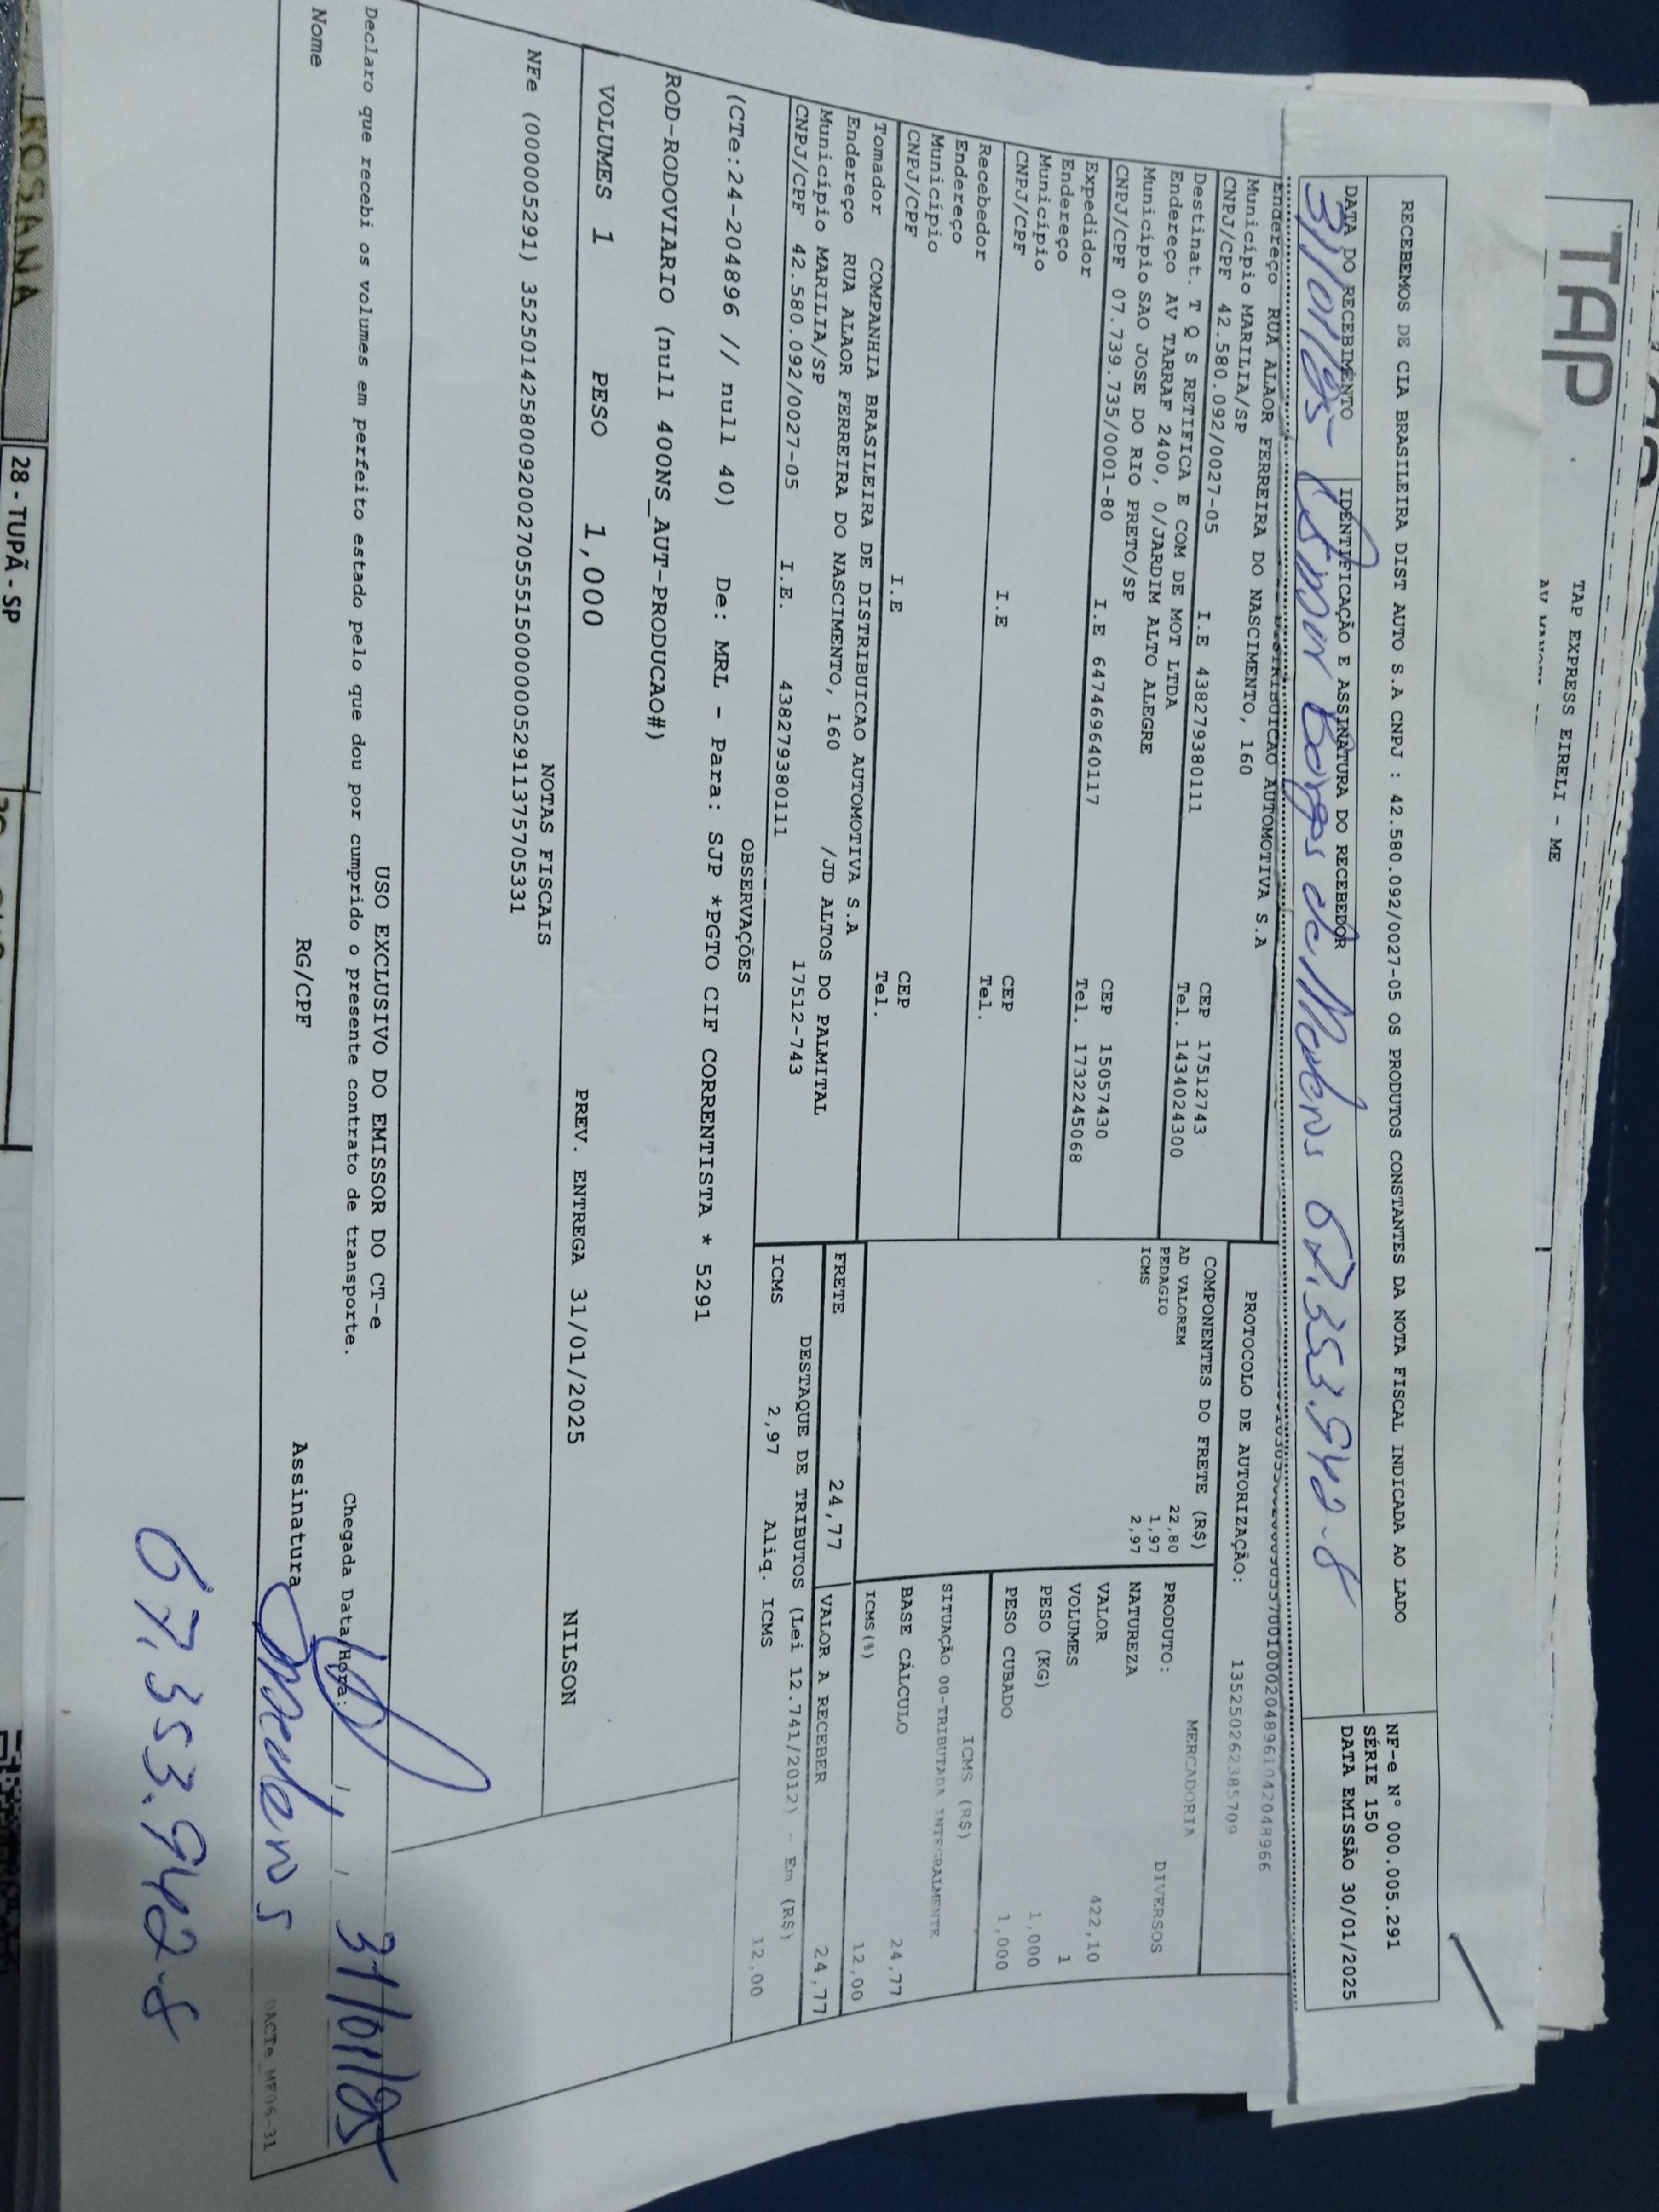 TAP
TAP EXPRESS EIRELI - ME
RECEBEMOS DE CIA BRASILEIRA DIST AUTO S.A CNPJ : 42.580.092/0027-05 OS PRODUTOS CONSTANTES DA NOTA FISCAL INDICADA AO LADO
NF-e Nº 000.005.291
SÉRIE 150
DATA EMISSÃO 30/01/2025
DATA DO RECEBIMENTO
IDENTIFICAÇÃO E ASSINATURA DO RECEBEDOR
31/01/25 Borges de Medeiros 67.353.942-8
Endereço RUA ALAOR FERREIRA DO NASCIMENTO, 160
Município MARILIA/SP
CNPJ/CPF 42.580.092/0027-05 I.E 438279380111 CEP 17512743
Tel. 1434024300
Destinat. T Q S RETIFICA E COM DE MOT LTDA
Endereço AV TARRAF 2400, 0/JARDIM ALTO ALEGRE
Município SAO JOSE DO RIO PRETO/SP
CNPJ/CPF 07.739.735/0001-80 I.E 647469640117 CEP 15057430
Tel. 1732245068
Expedidor
Endereço
Município
CNPJ/CPF I.E CEP
Tel.
Recebedor
Endereço
Município
CNPJ/CPF I.E CEP
Tel.
Tomador COMPANHIA BRASILEIRA DE DISTRIBUICAO AUTOMOTIVA S.A
Endereço RUA ALAOR FERREIRA DO NASCIMENTO, 160 /JD ALTOS DO PALMITAL
Município MARILIA/SP 17512-743
CNPJ/CPF 42.580.092/0027-05 I.E. 438279380111
PROTOCOLO DE AUTORIZAÇÃO: 135250262385709
COMPONENTES DO FRETE (R$)
AD VALOREM 22,80
PEDAGIO 1,97
ICMS 2,97
MERCADORIA
PRODUTO: DIVERSOS
NATUREZA
VALOR 422,10
VOLUMES 1
PESO (KG) 1,000
PESO CUBADO 1,000
ICMS (R$)
SITUAÇÃO 00-TRIBUTADA INTEGRALMENTE
BASE CÁLCULO 24,77
ICMS(%) 12,00
FRETE 24,77 VALOR A RECEBER 24,77
DESTAQUE DE TRIBUTOS (Lei 12.741/2012) - Em (R$)
ICMS 2,97 Aliq. ICMS 12,00
OBSERVAÇÕES
(CTe:24-204896 // null 40) De: MRL - Para: SJP *PGTO CIF CORRENTISTA * 5291
ROD-RODOVIARIO (null 400NS_AUT-PRODUCAO#)
VOLUMES 1 PESO 1,000 PREV. ENTREGA 31/01/2025 NILSON
NOTAS FISCAIS
NFe (000005291) 35250142580092002705551500000052911375705331
USO EXCLUSIVO DO EMISSOR DO CT-e
Declaro que recebi os volumes em perfeito estado pelo que dou por cumprido o presente contrato de transporte.
Chegada Data/Hora: / / 31/01/25
Nome RG/CPF Assinatura Medeiros
DACTe_MF06-31
67.353.942-8
ROSANA
28 - TUPÃ - SP